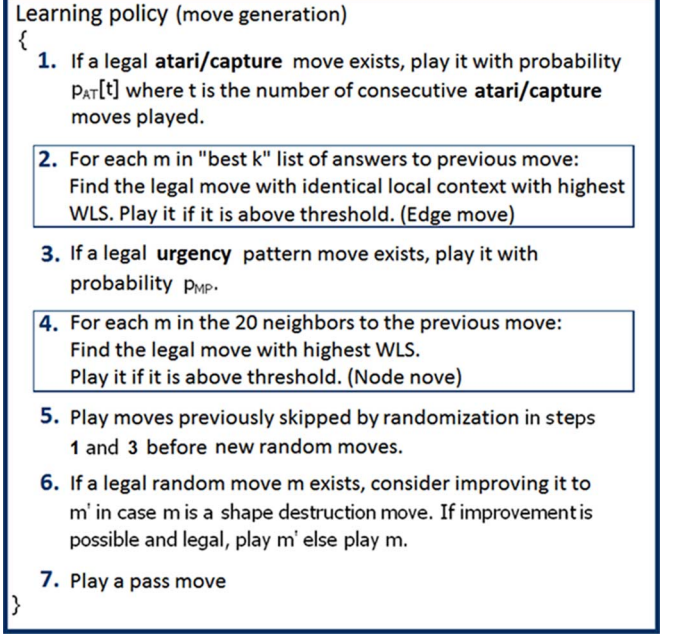 Learning policy (move generation)
{
1. If a legal atari/capture move exists, play it with probability
pAT[t] where t is the number of consecutive atari/capture
moves played.
2. For each m in "best k" list of answers to previous move:
Find the legal move with identical local context with highest
WLS. Play it if it is above threshold. (Edge move)
3. If a legal urgency pattern move exists, play it with
probability pMP.
4. For each m in the 20 neighbors to the previous move:
Find the legal move with highest WLS.
Play it if it is above threshold. (Node nove)
5. Play moves previously skipped by randomization in steps
1 and 3 before new random moves.
6. If a legal random move m exists, consider improving it to
m' in case m is a shape destruction move. If improvement is
possible and legal, play m' else play m.
7. Play a pass move
}